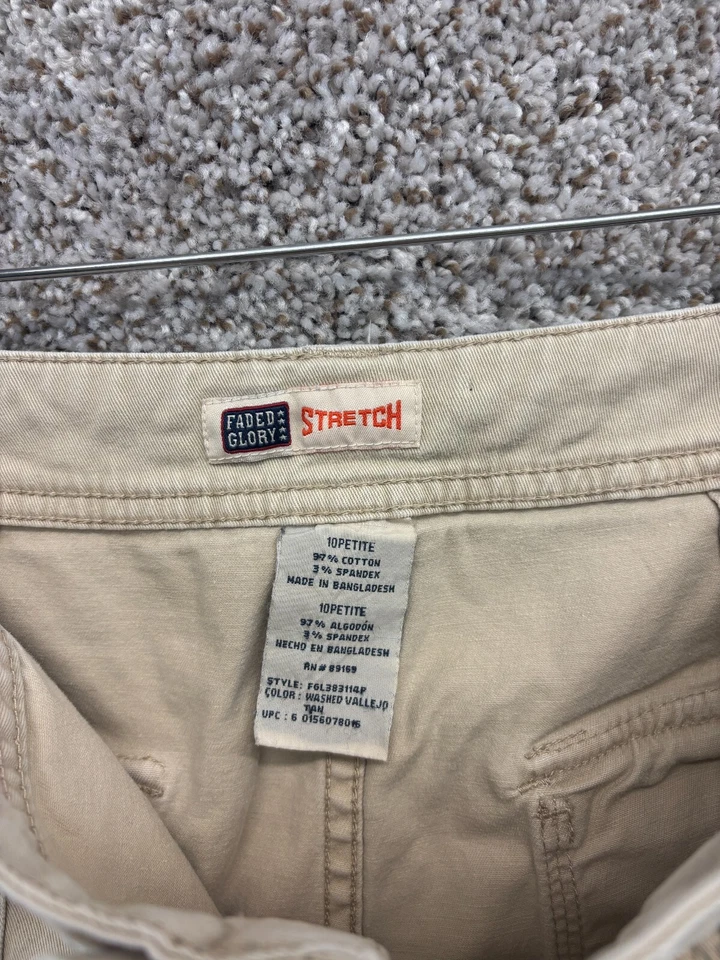 FADED
GLORY
STRETCH
10PETITE
97% COTTON
3% SPANDEX
MADE IN BANGLADESH
10PETITE
97% ALGODÓN
3% SPANDEX
HECHO EN BANGLADESH
RN# 89169
STYLE: FGL383114P
COLOR: WASHED VALLEJO
TAN
UPC: 6 0156078016